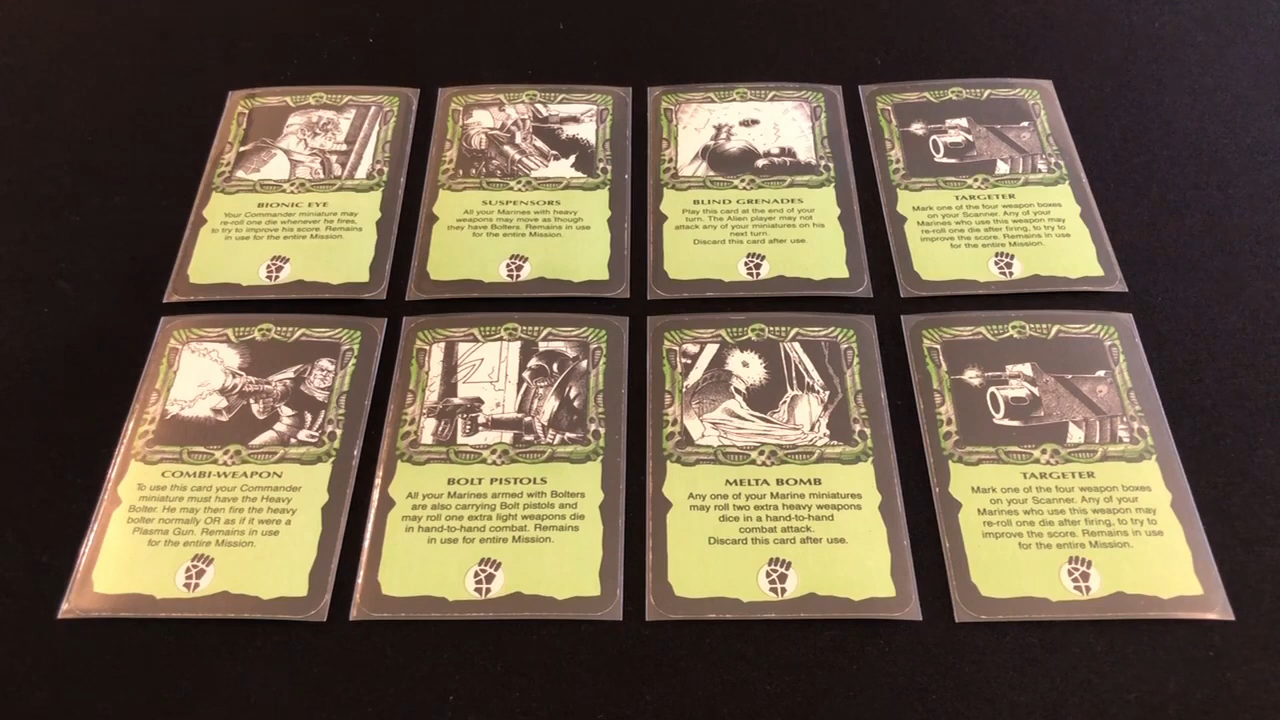 BIONIC EYE
Your Commander miniature may
re-roll one die whenever he fires,
to try to improve his score. Remains
in use for the entire Mission.
SUSPENSORS
All your Marines with heavy
weapons may move as though
they have Bolters. Remains in use
for the entire Mission.
BLIND GRENADES
Play this card at the end of your
turn. The Alien player may not
attack any of your miniatures on his
next turn.
Discard this card after use.
TARGETER
Mark one of the four weapon boxes
on your Scanner. Any of your
Marines who use this weapon may
re-roll one die after firing, to try to
improve the score. Remains in use
for the entire Mission.
COMBI-WEAPON
To use this card your Commander
miniature must have the Heavy
Bolter. He may then fire the heavy
bolter normally OR as if it were a
Plasma Gun. Remains in use
for the entire Mission.
BOLT PISTOLS
All your Marines armed with Bolters
are also carrying Bolt pistols and
may roll one extra light weapons die
in hand-to-hand combat. Remains
in use for entire Mission.
MELTA BOMB
Any one of your Marine miniatures
may roll two extra heavy weapons
dice in a hand-to-hand
combat attack.
Discard this card after use.
TARGETER
Mark one of the four weapon boxes
on your Scanner. Any of your
Marines who use this weapon may
re-roll one die after firing, to try to
improve the score. Remains in use
for the entire Mission.